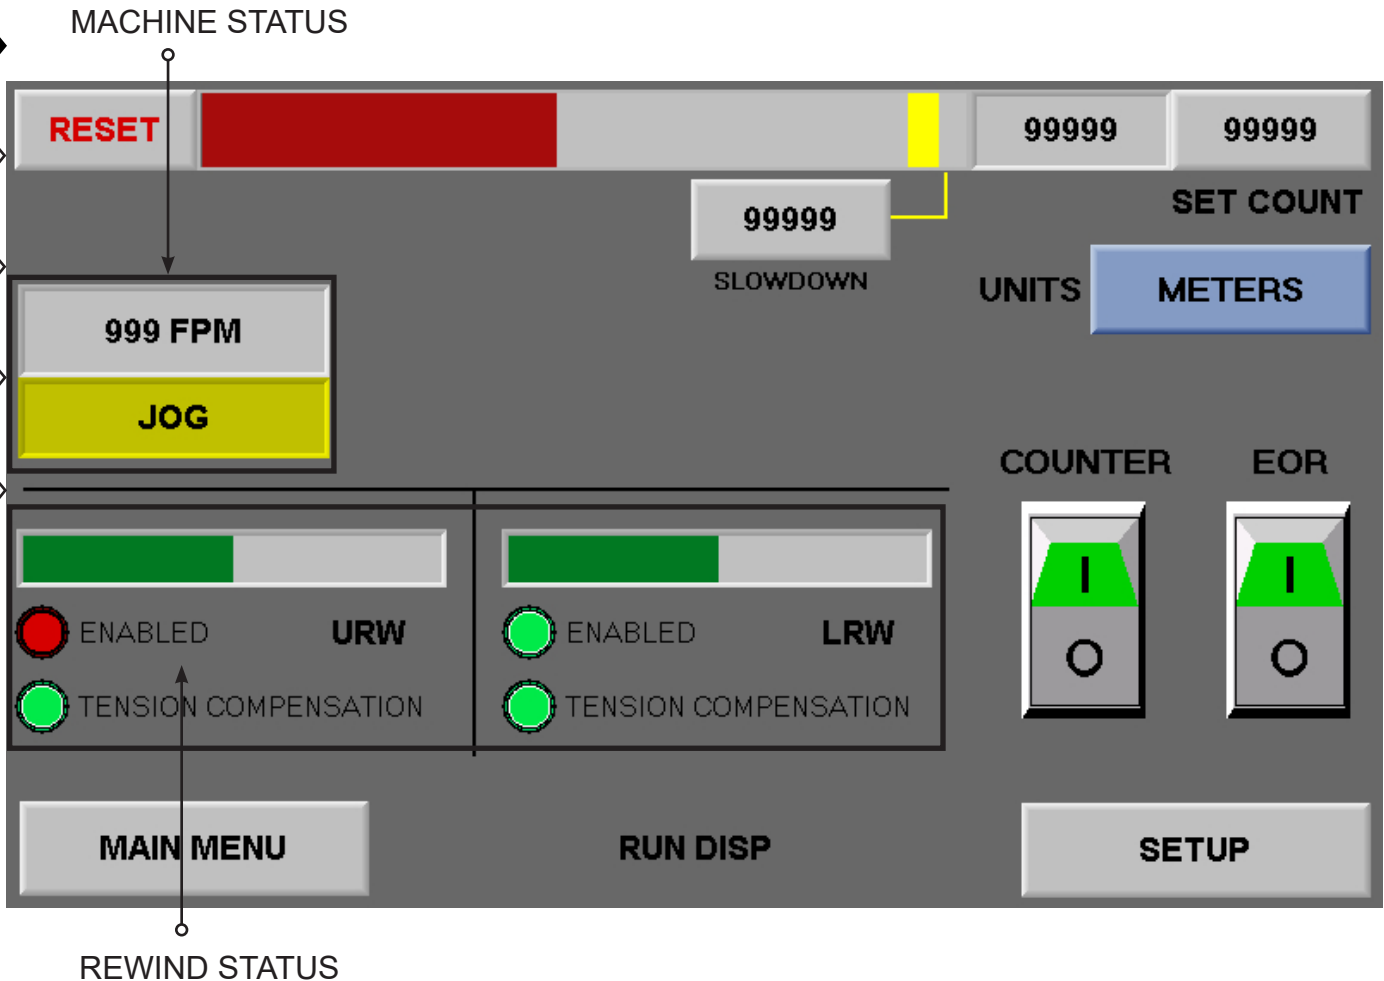 MACHINE STATUS
RESET
99999
99999
99999
SET COUNT
SLOWDOWN
UNITS
METERS
999 FPM
JOG
COUNTER
EOR
I
I
ENABLED
URW
ENABLED
LRW
O
O
TENSION COMPENSATION
TENSION COMPENSATION
MAIN MENU
RUN DISP
SETUP
REWIND STATUS